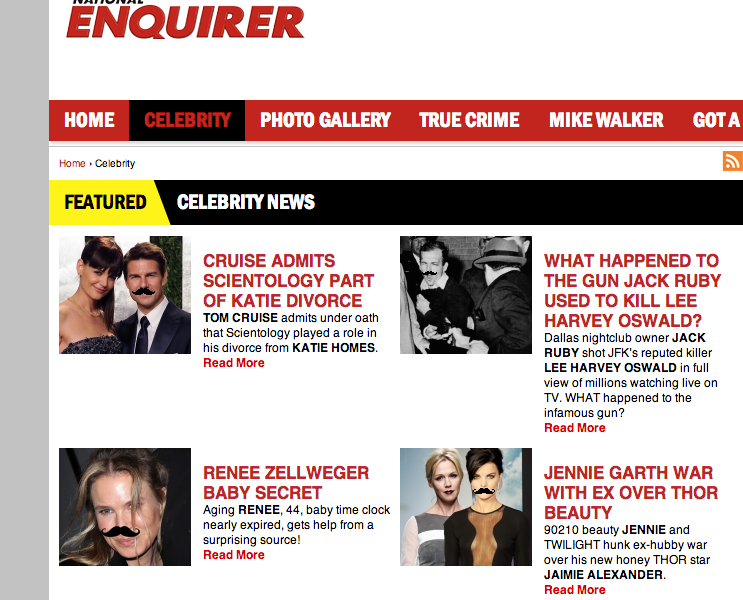 NATIONAL
ENQUIRER
HOME CELEBRITY PHOTO GALLERY TRUE CRIME MIKE WALKER GOT A
Home › Celebrity
FEATURED CELEBRITY NEWS
CRUISE ADMITS
SCIENTOLOGY PART
OF KATIE DIVORCE
TOM CRUISE admits under oath
that Scientology played a role in
his divorce from KATIE HOMES.
Read More
WHAT HAPPENED TO
THE GUN JACK RUBY
USED TO KILL LEE
HARVEY OSWALD?
Dallas nightclub owner JACK
RUBY shot JFK's reputed killer
LEE HARVEY OSWALD in full
view of millions watching live on
TV. WHAT happened to the
infamous gun?
Read More
RENEE ZELLWEGER
BABY SECRET
Aging RENEE, 44, baby time clock
nearly expired, gets help from a
surprising source!
Read More
JENNIE GARTH WAR
WITH EX OVER THOR
BEAUTY
90210 beauty JENNIE and
TWILIGHT hunk ex-hubby war
over his new honey THOR star
JAIMIE ALEXANDER.
Read More